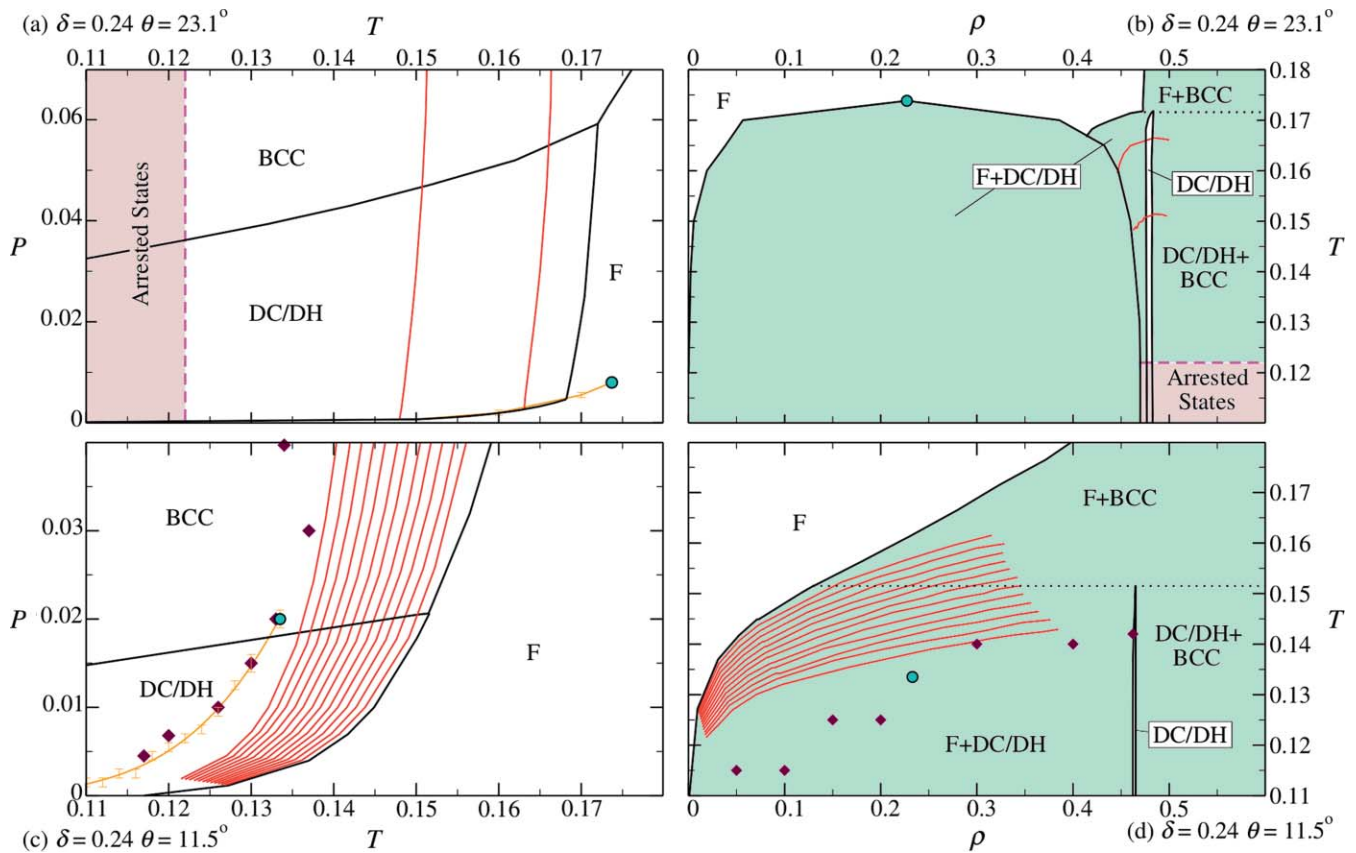 (a) δ = 0.24 θ = 23.1° T
0.11 0.12 0.13 0.14 0.15 0.16 0.17
P
0.06
0.04
0.02
0
BCC
DC/DH
F
Arrested States
ρ (b) δ = 0.24 θ = 23.1°
0 0.1 0.2 0.3 0.4 0.5
T
0.18
0.17
0.16
0.15
0.14
0.13
0.12
F
F+BCC
F+DC/DH
DC/DH
DC/DH+
BCC
Arrested
States
P
0.03
0.02
0.01
0
BCC
DC/DH
F
0.11 0.12 0.13 0.14 0.15 0.16 0.17
(c) δ = 0.24 θ = 11.5° T
T
0.17
0.16
0.15
0.14
0.13
0.12
0.11
F
F+BCC
DC/DH+
BCC
DC/DH
F+DC/DH
0 0.1 0.2 0.3 0.4 0.5
ρ (d) δ = 0.24 θ = 11.5°